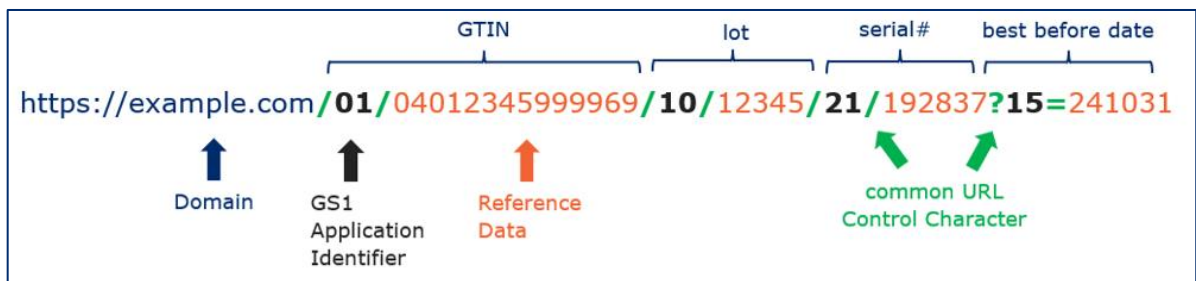 GTIN lot serial# best before date
https://example.com/01/04012345999969/10/12345/21/192837?15=241031
Domain GS1 Reference common URL
Application Data Control Character
Identifier